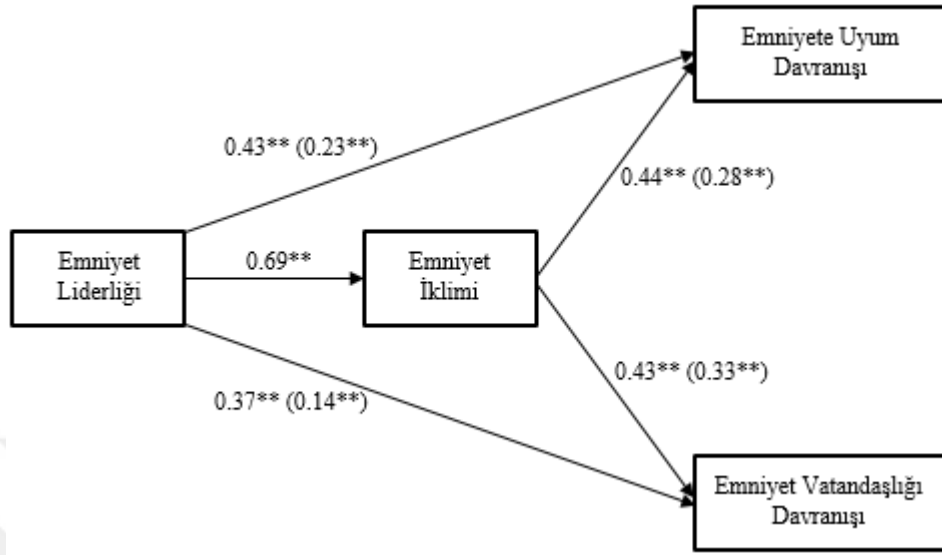 Emniyete Uyum
Davranışı
0.43** (0.23**)
0.44** (0.28**)
Emniyet
Liderliği
0.69**
Emniyet
İklimi
0.43** (0.33**)
0.37** (0.14**)
Emniyet Vatandaşlığı
Davranışı